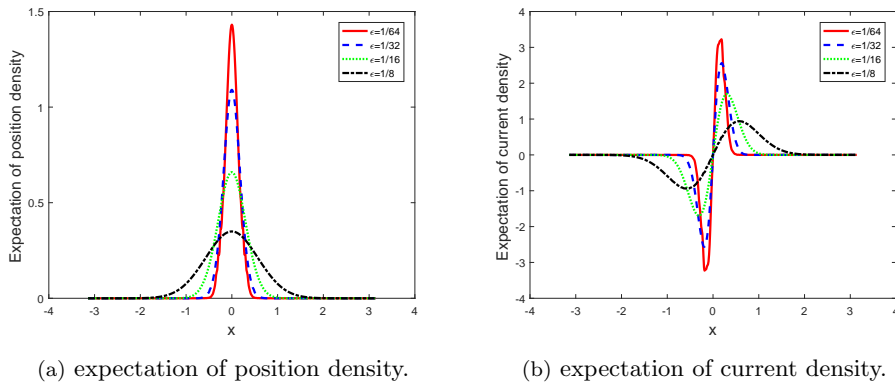 Expectation of position density
1.5
1
0.5
0
-4
-3
-2
-1
0
1
2
3
4
x
ϵ=1/64
ϵ=1/32
ϵ=1/16
ϵ=1/8
(a) expectation of position density.
Expectation of current density
4
3
2
1
0
-1
-2
-3
-4
-4
-3
-2
-1
0
1
2
3
4
x
ϵ=1/64
ϵ=1/32
ϵ=1/16
ϵ=1/8
(b) expectation of current density.